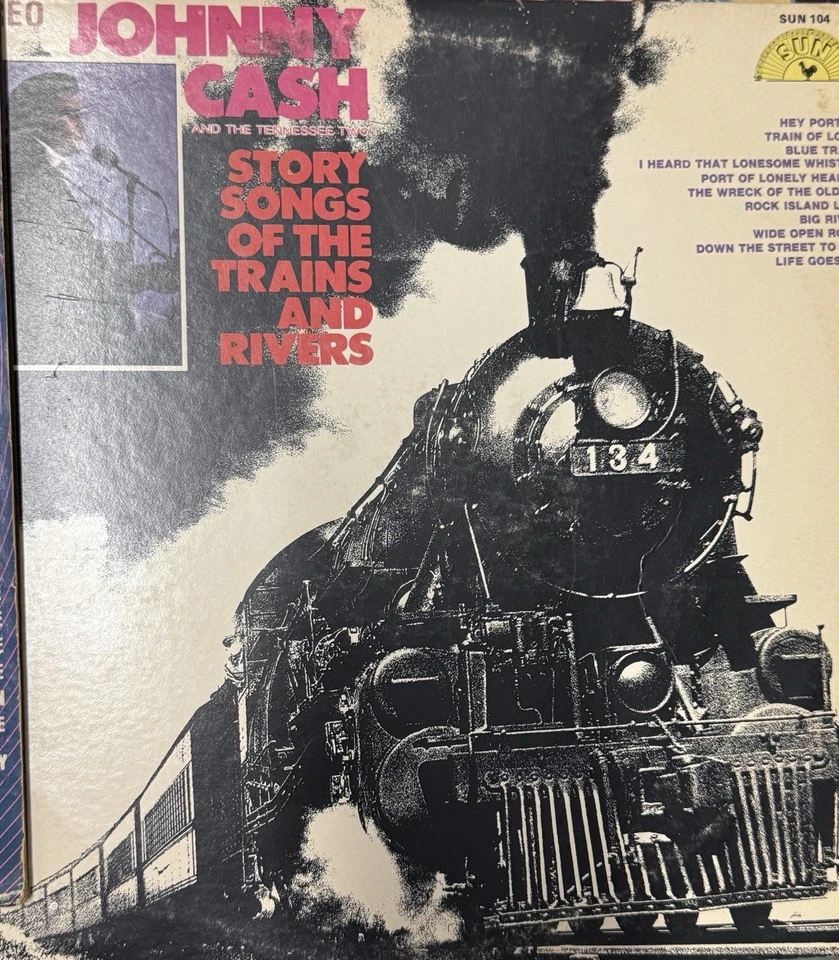 EO
JOHNNY
CASH
AND THE TENNESSEE TWO
STORY
SONGS
OF THE
TRAINS
AND
RIVERS
SUN 104
SUN
HEY PORT
TRAIN OF LO
BLUE TR
I HEARD THAT LONESOME WHIST
PORT OF LONELY HEA
THE WRECK OF THE OLD
ROCK ISLAND L
BIG RI
WIDE OPEN RO
DOWN THE STREET TO
LIFE GOES
134